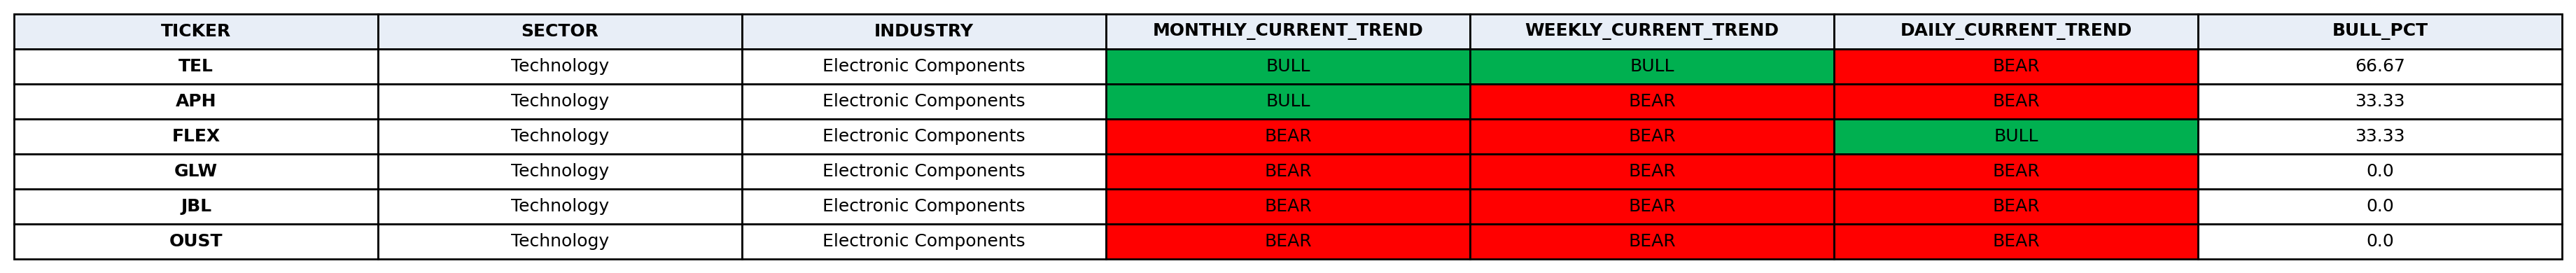 TICKER SECTOR INDUSTRY MONTHLY_CURRENT_TREND WEEKLY_CURRENT_TREND DAILY_CURRENT_TREND BULL_PCT
TEL Technology Electronic Components BULL BULL BEAR 66.67
APH Technology Electronic Components BULL BEAR BEAR 33.33
FLEX Technology Electronic Components BEAR BEAR BULL 33.33
GLW Technology Electronic Components BEAR BEAR BEAR 0.0
JBL Technology Electronic Components BEAR BEAR BEAR 0.0
OUST Technology Electronic Components BEAR BEAR BEAR 0.0